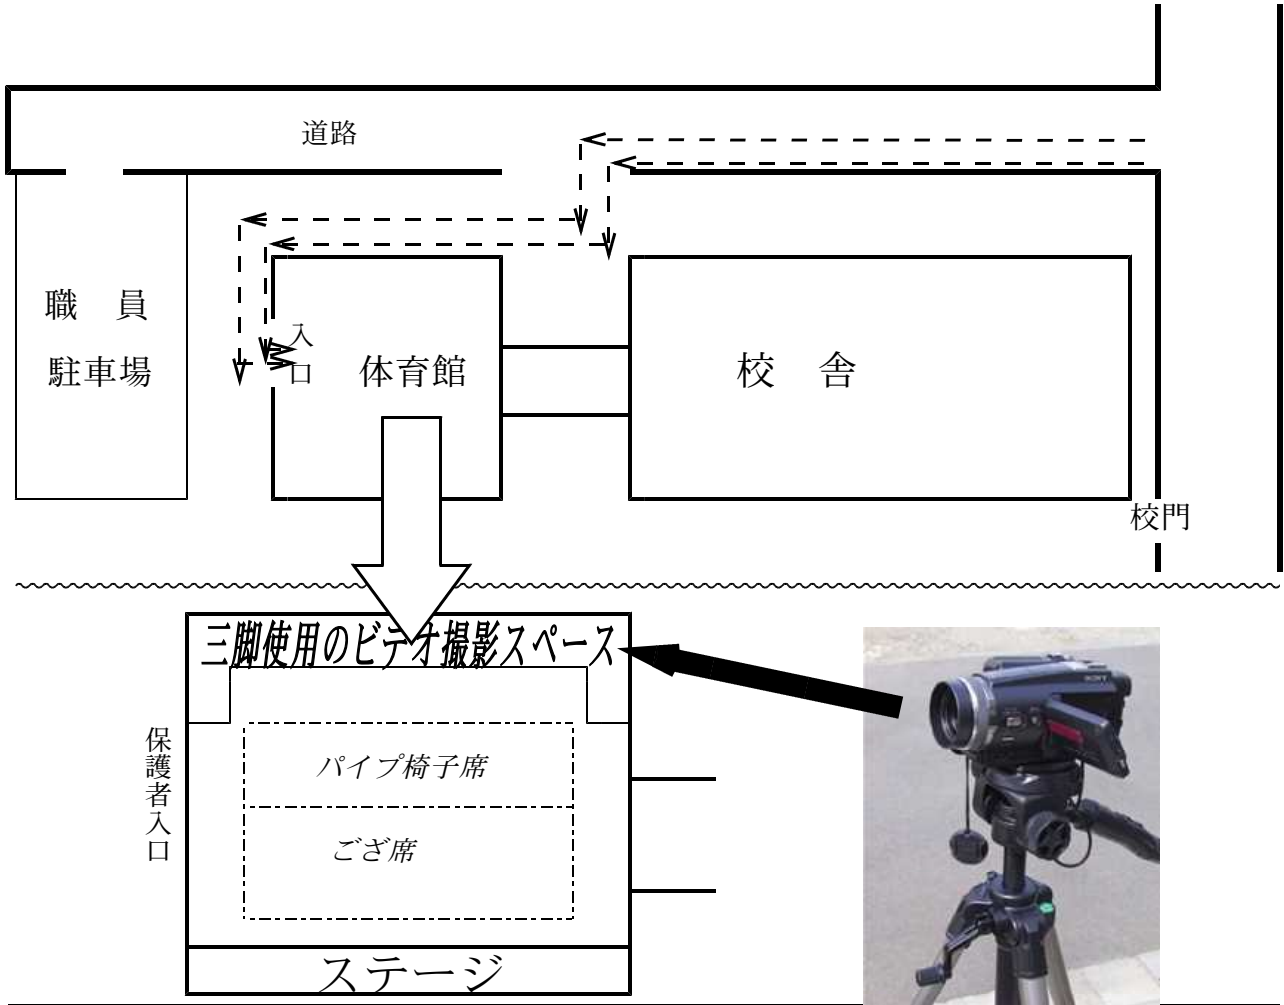 道路
職　員
駐車場
入口
体育館
校　舎
校門
三脚使用のビデオ撮影スペース
SONY
保護者入口
パイプ椅子席
ござ席
ステージ